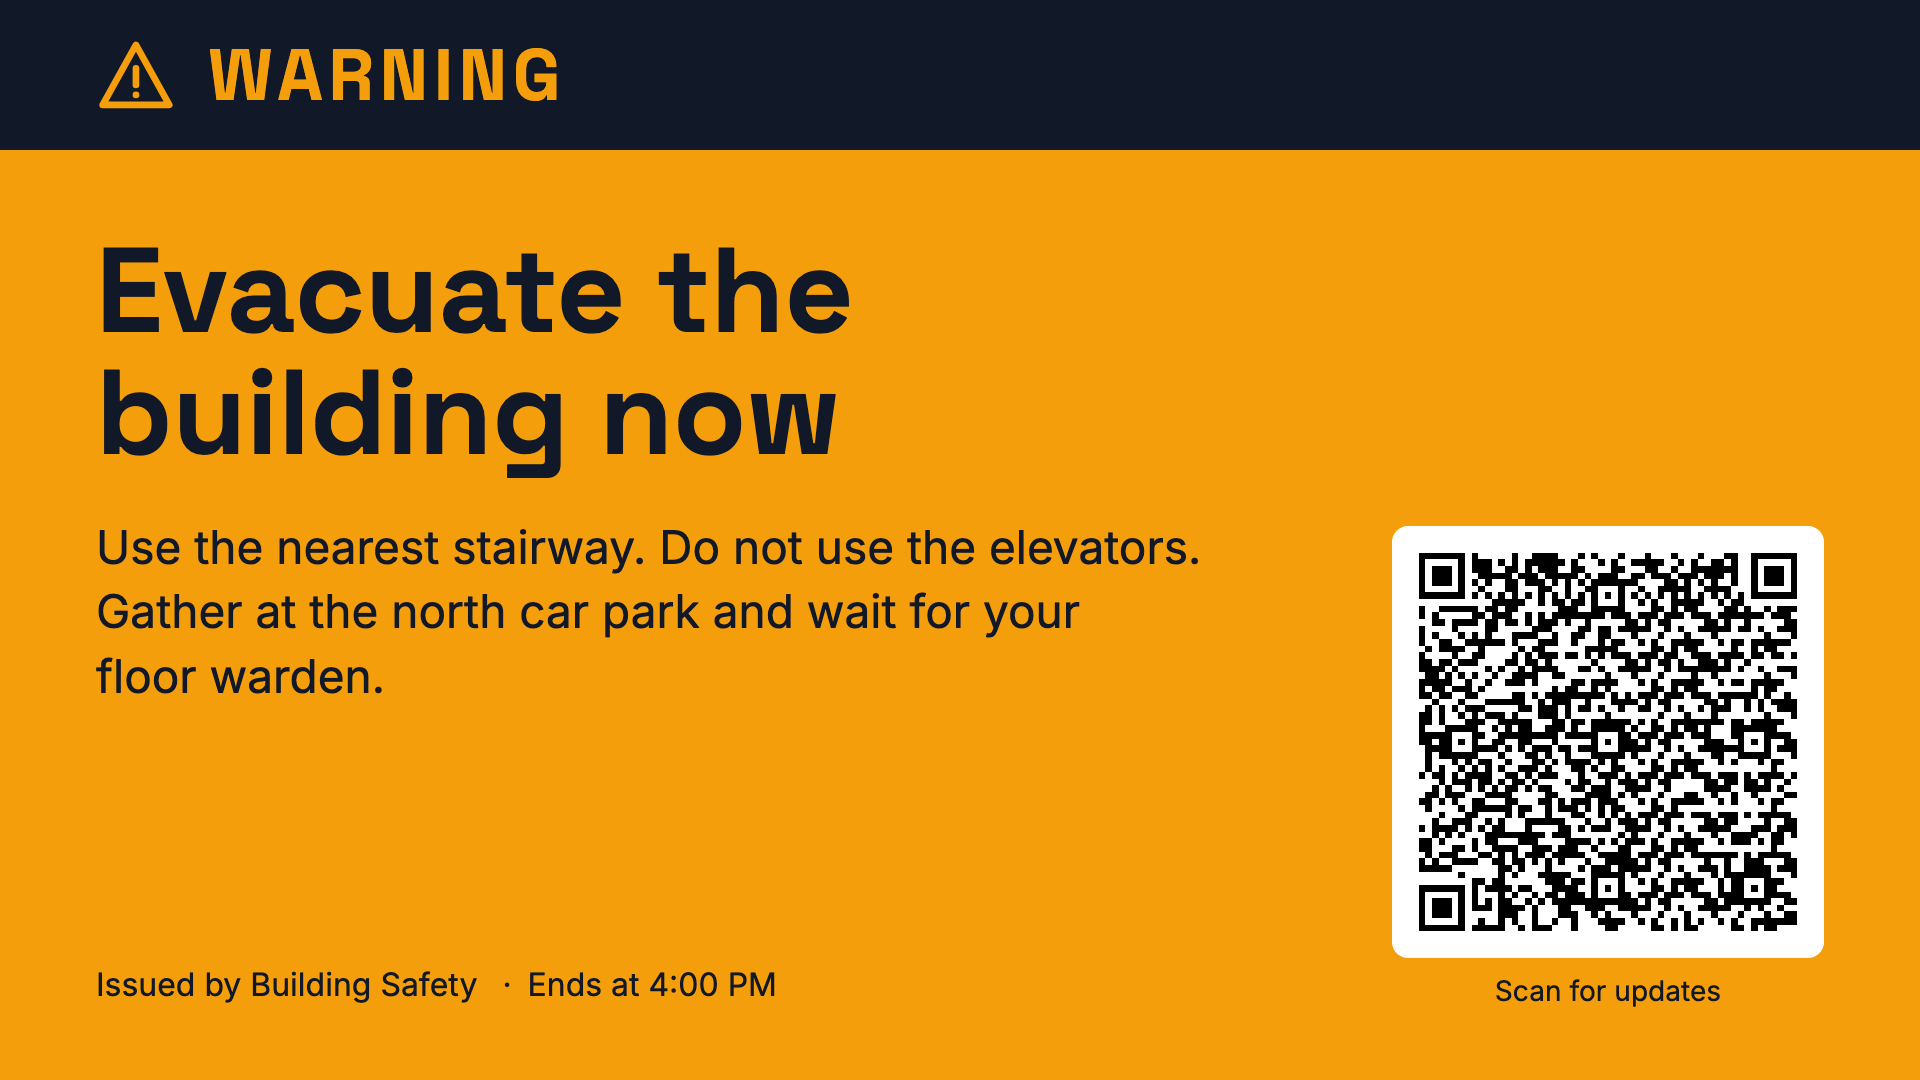 WARNING
Evacuate the
building now
Use the nearest stairway. Do not use the elevators.
Gather at the north car park and wait for your
floor warden.
Issued by Building Safety · Ends at 4:00 PM
Scan for updates